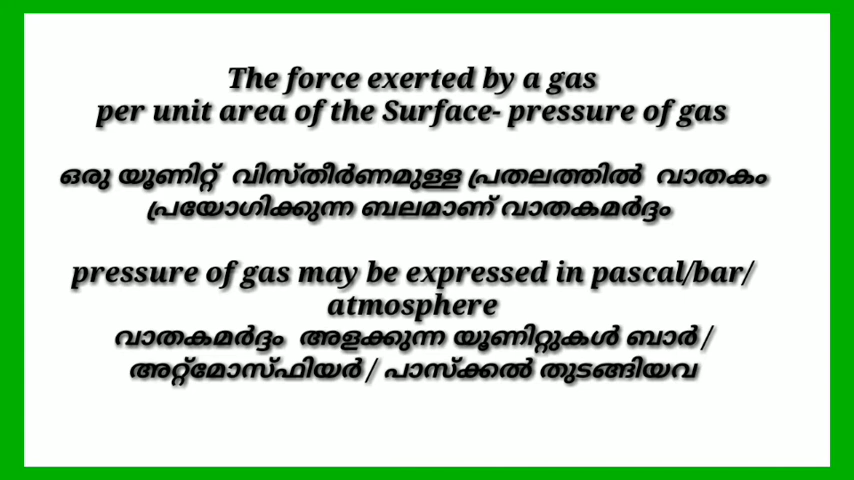 The force exerted by a gas
per unit area of the Surface- pressure of gas
ഒരു യൂണിറ്റ് വിസ്തീർണമുള്ള പ്രതലത്തിൽ വാതകം
പ്രയോഗിക്കുന്ന ബലമാണ് വാതകമർദ്ദം
pressure of gas may be expressed in pascal/bar/
atmosphere
വാതകമർദ്ദം അളക്കുന്ന യൂണിറ്റുകൾ ബാർ /
അറ്റ്മോസ്ഫിയർ / പാസ്ക്കൽ തുടങ്ങിയവ